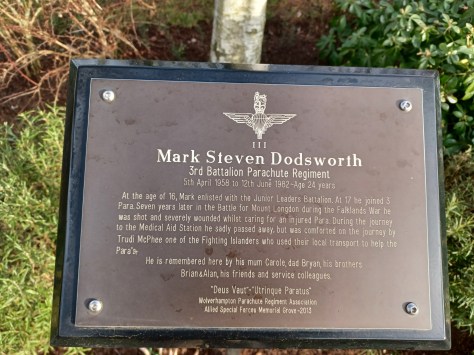 III
Mark Steven Dodsworth
3rd Battalion Parachute Regiment
5th April 1958 to 12th June 1982-Age 24 years
At the age of 16, Mark enlisted with the Junior Leaders Battalion. At 17 he joined 3
Para. Seven years later in the Battle for Mount Longdon during the Falklands War he
was shot and severely wounded whilst caring for an injured Para. During the journey
to the Medical Aid Station he sadly passed away, but was comforted on the journey by
Trudi McPhee one of the Fighting Islanders who used their local transport to help the
Para's.
He is remembered here by his mum Carole, dad Bryan, his brothers
Brian&Alan, his friends and service colleagues.
"Deus Vault"-"Utrinque Paratus"
Wolverhampton Parachute Regiment Association
Allied Special Forces Memorial Grove-2013